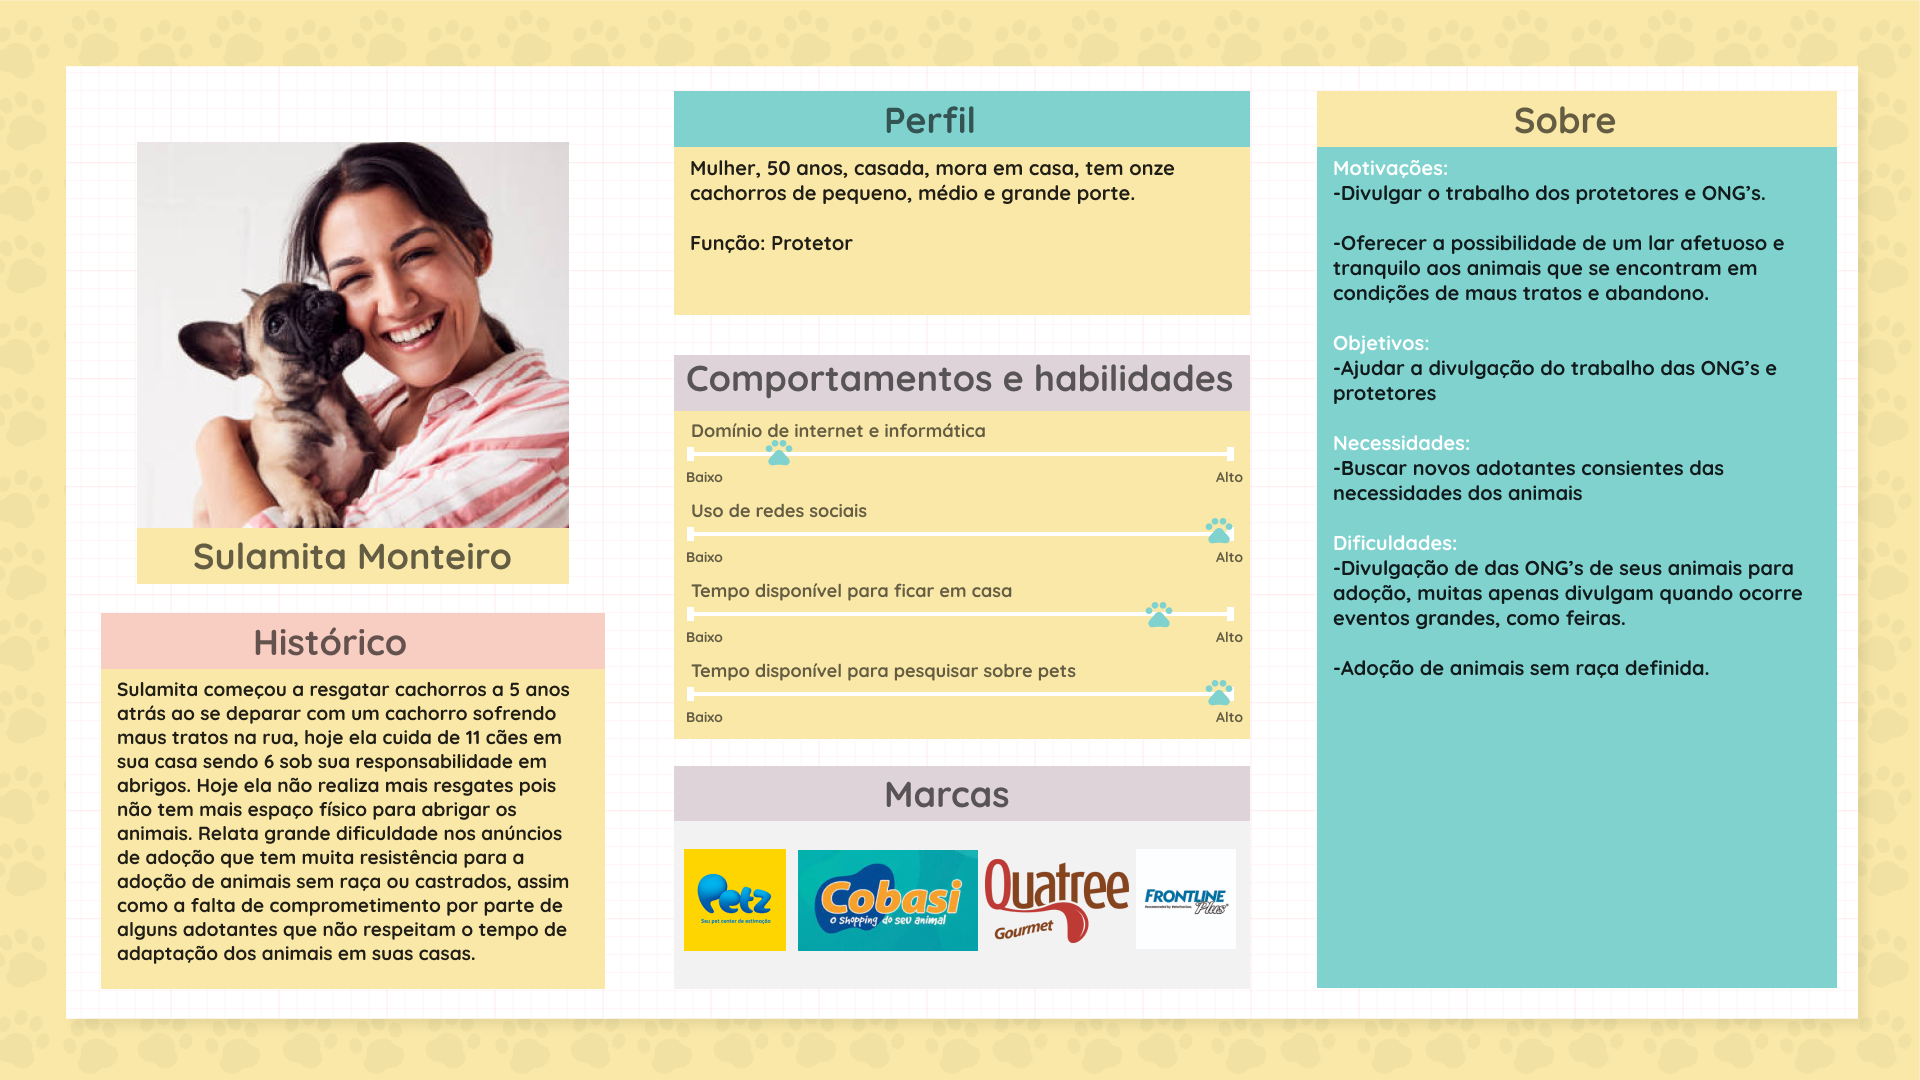 Sulamita Monteiro
Histórico
Sulamita começou a resgatar cachorros a 5 anos
atrás ao se deparar com um cachorro sofrendo
maus tratos na rua, hoje ela cuida de 11 cães em
sua casa sendo 6 sob sua responsabilidade em
abrigos. Hoje ela não realiza mais resgates pois
não tem mais espaço físico para abrigar os
animais. Relata grande dificuldade nos anúncios
de adoção que tem muita resistência para a
adoção de animais sem raça ou castrados, assim
como a falta de comprometimento por parte de
alguns adotantes que não respeitam o tempo de
adaptação dos animais em suas casas.
Perfil
Mulher, 50 anos, casada, mora em casa, tem onze
cachorros de pequeno, médio e grande porte.
Função: Protetor
Comportamentos e habilidades
Domínio de internet e informática
Baixo Alto
Uso de redes sociais
Baixo Alto
Tempo disponível para ficar em casa
Baixo Alto
Tempo disponível para pesquisar sobre pets
Baixo Alto
Marcas
Petz
Seu pet center de estimação
Cobasi
o shopping do seu animal
Quatree
Gourmet
FRONTLINE
Plus
Sobre
Motivações:
-Divulgar o trabalho dos protetores e ONG’s.
-Oferecer a possibilidade de um lar afetuoso e
tranquilo aos animais que se encontram em
condições de maus tratos e abandono.
Objetivos:
-Ajudar a divulgação do trabalho das ONG’s e
protetores
Necessidades:
-Buscar novos adotantes consientes das
necessidades dos animais
Dificuldades:
-Divulgação de das ONG’s de seus animais para
adoção, muitas apenas divulgam quando ocorre
eventos grandes, como feiras.
-Adoção de animais sem raça definida.